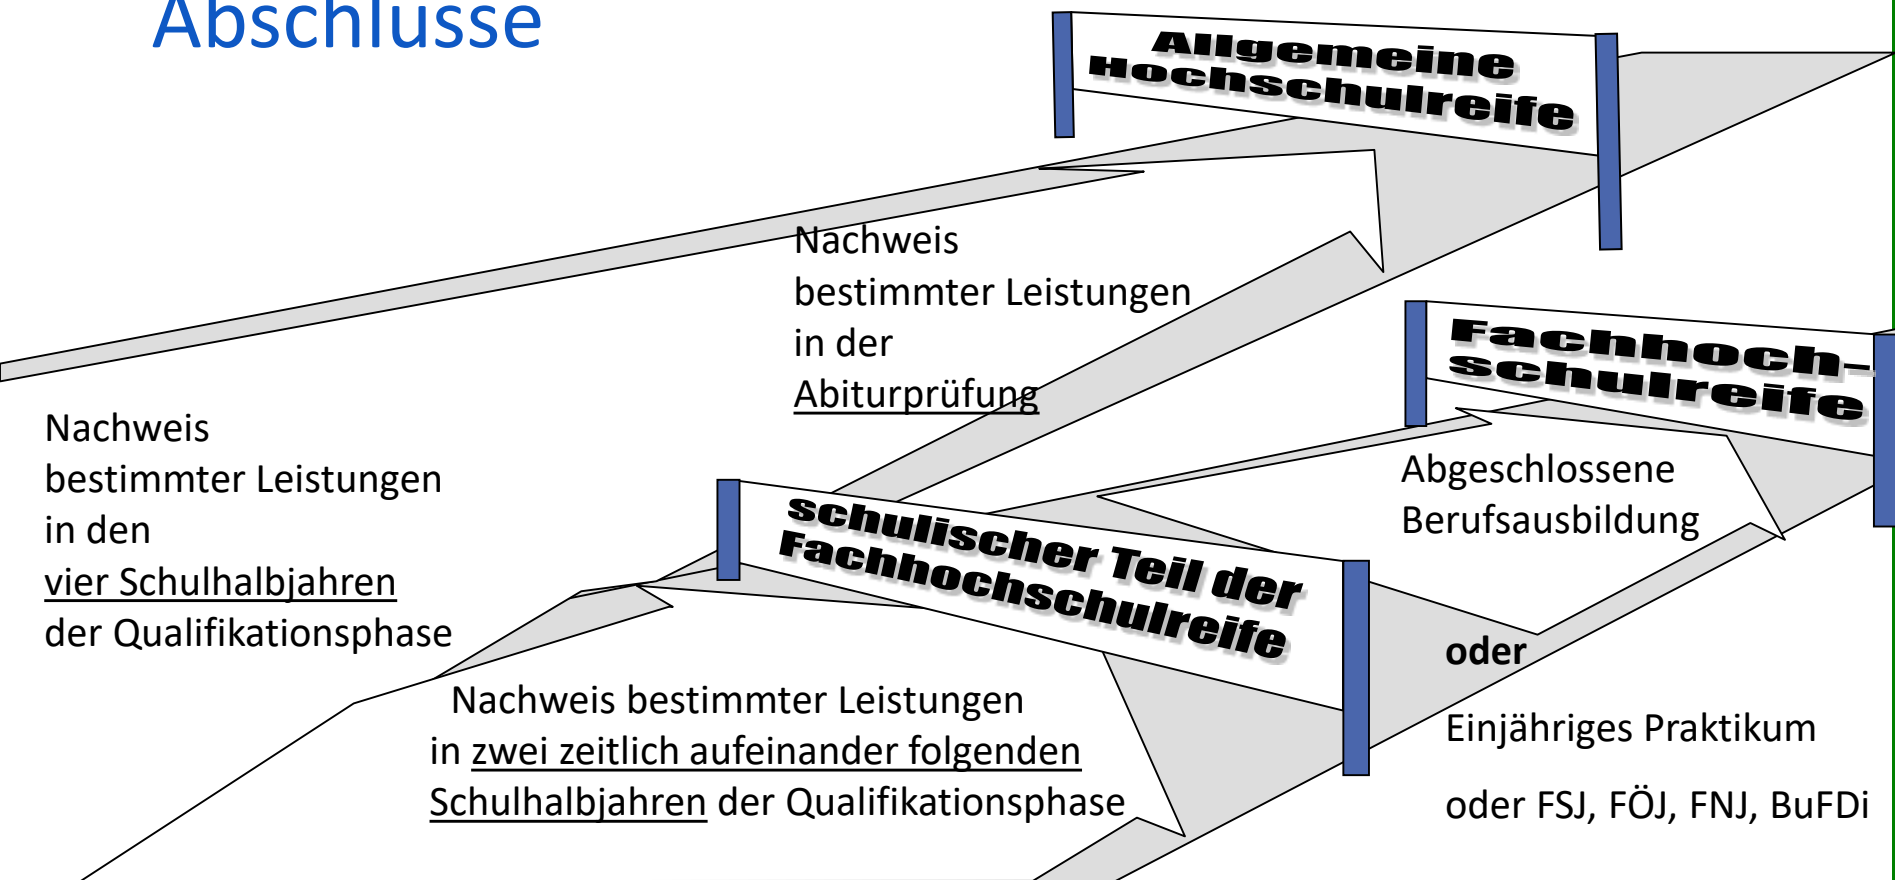 Abschlüsse
Allgemeine
Hochschulreife
Nachweis
bestimmter Leistungen
in der
Abiturprüfung
Fachhoch-
schulreife
Nachweis
bestimmter Leistungen
in den
vier Schulhalbjahren
der Qualifikationsphase
Abgeschlossene
Berufsausbildung
schulischer Teil der
Fachhochschulreife
oder
Nachweis bestimmter Leistungen
in zwei zeitlich aufeinander folgenden
Schulhalbjahren der Qualifikationsphase
Einjähriges Praktikum
oder FSJ, FÖJ, FNJ, BuFDi